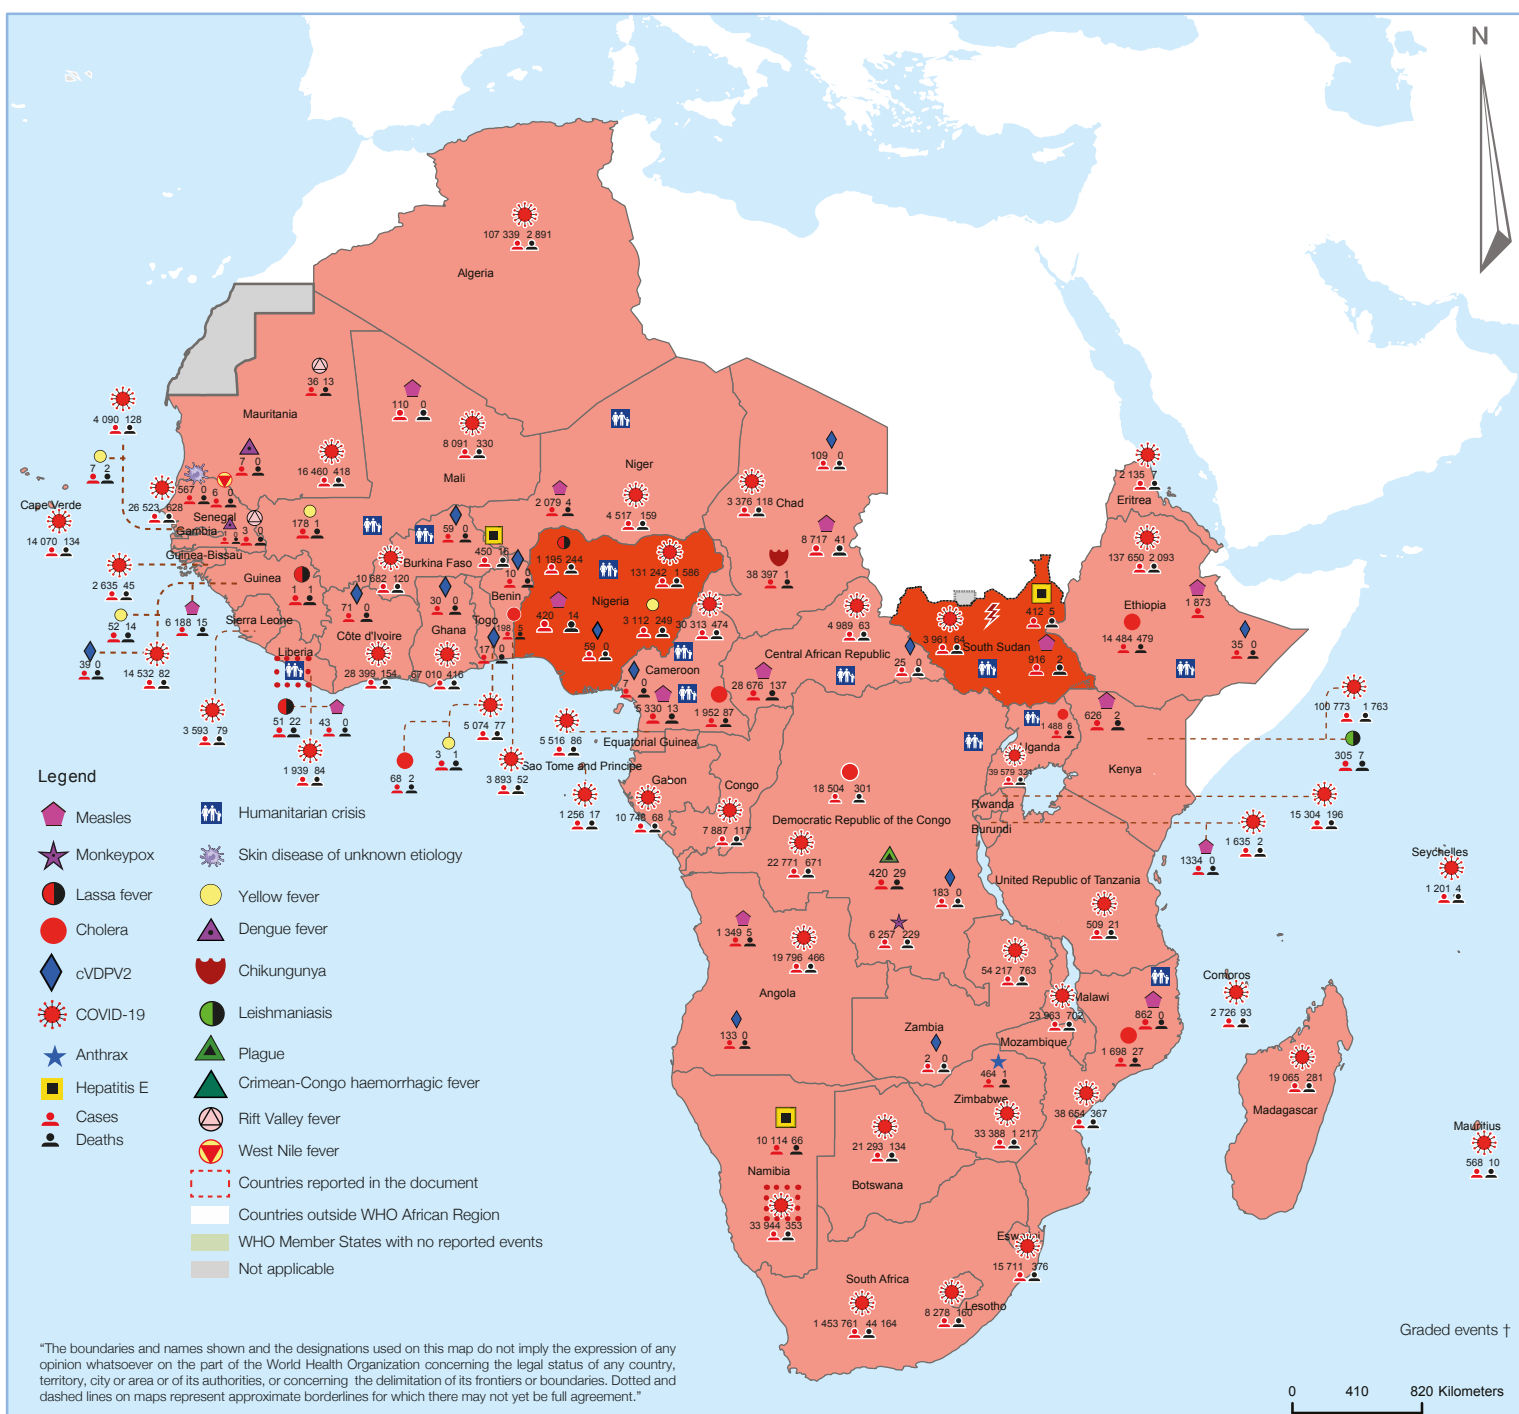 N
107 339 2 891
Algeria
36 13
Mauritania
110 0
4 090 128
8 091 330
Niger
109 0
7 2
7 0
16 460 418
Mali
2 135 7
Eritrea
567 0
6 0
2 079 4
4 517 159
3 376 118
Chad
Cape Verde
14 070 134
26 523 628
Senegal
Gambia
1 0
3 0
178 1
59 0
450 16
8 717 41
137 650 2 093
Guinea-Bissau
Burkina Faso
1 195 244
131 242 1 586
38 397 1
2 635 45
Guinea
1 1
10 682 120
10 0
Benin
Nigeria
412 5
Ethiopia
1 873
52 14
6 188 15
Sierra Leone
71 0
30 0
Togo
198 5
420 14
3 112 249
30 313 474
4 989 63
3 961 64
South Sudan
14 484 479
Côte d'Ivoire
Ghana
17 0
59 0
Central African Republic
25 0
916 2
35 0
39 0
14 532 82
Liberia
28 399 154
67 010 416
Cameroon
7 0
28 676 137
5 330 13
1 952 87
626 2
100 773 1 763
3 593 79
51 22
43 0
5 074 77
5 516 86
Equatorial Guinea
1 488 6
Uganda
305 7
1 939 84
3 1
68 2
3 893 52
Sao Tome and Principe
Gabon
Congo
39 579 324
Kenya
18 504 301
1 256 17
10 748 68
7 887 117
Democratic Republic of the Congo
Rwanda
Burundi
15 304 196
1 635 2
22 771 671
420 29
1334 0
Seychelles
1 201 4
183 0
United Republic of Tanzania
1 349 5
19 796 466
6 257 229
509 21
54 217 763
Angola
Malawi
23 963 702
862 0
Comoros
2 726 93
133 0
Zambia
2 0
Mozambique
1 698 27
464 1
Zimbabwe
33 388 1 217
38 654 367
19 065 281
Madagascar
10 114 66
21 293 134
Mauritius
568 10
Namibia
33 944 353
Botswana
Eswatini
15 711 376
South Africa
1 453 761 44 164
8 278 160
Lesotho
Legend
Measles
Monkeypox
Lassa fever
Cholera
cVDPV2
COVID-19
Anthrax
Hepatitis E
Cases
Deaths
Humanitarian crisis
Skin disease of unknown etiology
Yellow fever
Dengue fever
Chikungunya
Leishmaniasis
Plague
Crimean-Congo haemorrhagic fever
Rift Valley fever
West Nile fever
Countries reported in the document
Countries outside WHO African Region
WHO Member States with no reported events
Not applicable
Graded events †
"The boundaries and names shown and the designations used on this map do not imply the expression of any
opinion whatsoever on the part of the World Health Organization concerning the legal status of any country,
territory, city or area or of its authorities, or concerning the delimitation of its frontiers or boundaries. Dotted and
dashed lines on maps represent approximate borderlines for which there may not yet be full agreement."
0 410 820 Kilometers